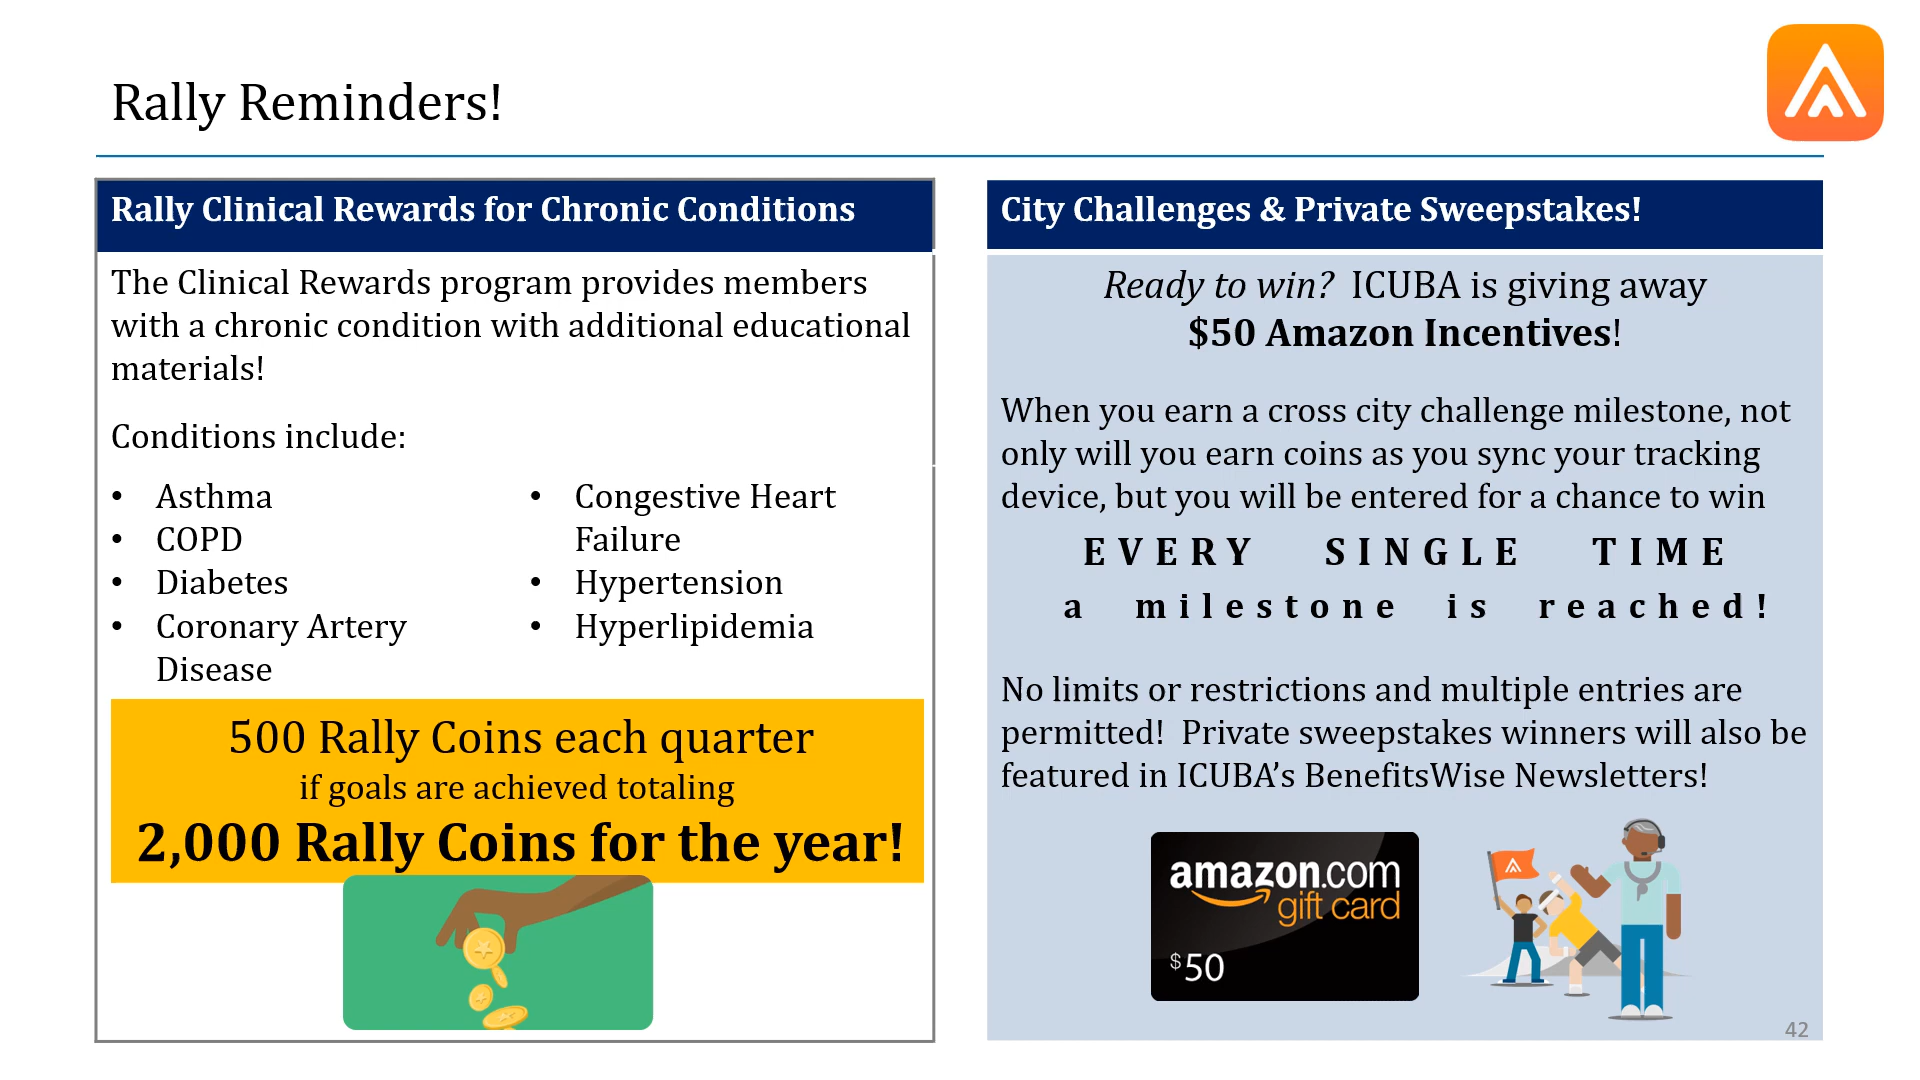 Rally Reminders!
Rally Clinical Rewards for Chronic Conditions
The Clinical Rewards program provides members
with a chronic condition with additional educational
materials!
Conditions include:
• Asthma
• COPD
• Diabetes
• Coronary Artery
Disease
• Congestive Heart
Failure
• Hypertension
• Hyperlipidemia
500 Rally Coins each quarter
if goals are achieved totaling
2,000 Rally Coins for the year!
City Challenges & Private Sweepstakes!
Ready to win? ICUBA is giving away
$50 Amazon Incentives!
When you earn a cross city challenge milestone, not
only will you earn coins as you sync your tracking
device, but you will be entered for a chance to win
EVERY SINGLE TIME
a milestone is reached!
No limits or restrictions and multiple entries are
permitted! Private sweepstakes winners will also be
featured in ICUBA’s BenefitsWise Newsletters!
amazon.com
gift card
$50
42